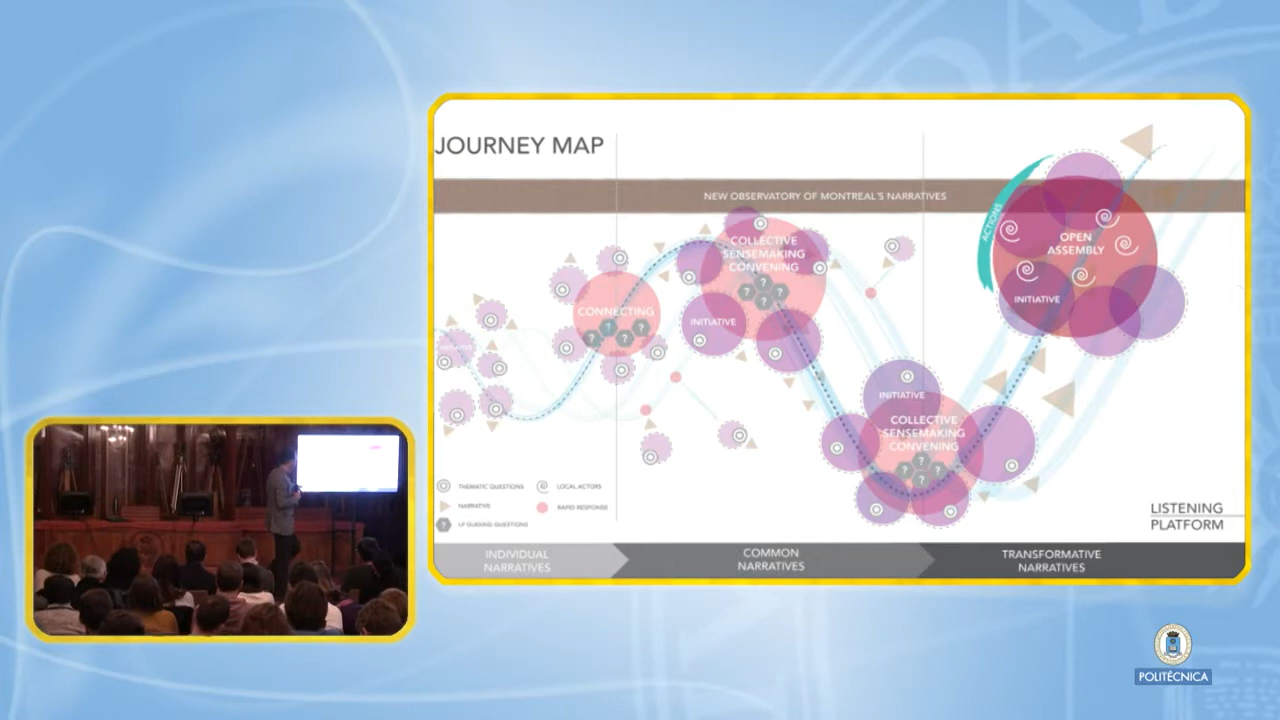 JOURNEY MAP
NEW OBSERVATORY OF MONTREAL'S NARRATIVES
ACTIONS
OPEN
ASSEMBLY
INITIATIVE
COLLECTIVE
SENSEMAKING
CONVENING
? ? ? ?
INITIATIVE
CONNECTING
? ? ? ?
INITIATIVE
COLLECTIVE
SENSEMAKING
CONVENING
? ? ? ?
THEMATIC QUESTIONS
LOCAL ACTORS
NARRATIVE
RAPID RESPONSE
? LP GUIDING QUESTIONS
LISTENING
PLATFORM
INDIVIDUAL
NARRATIVES
COMMON
NARRATIVES
TRANSFORMATIVE
NARRATIVES
POLITÉCNICA